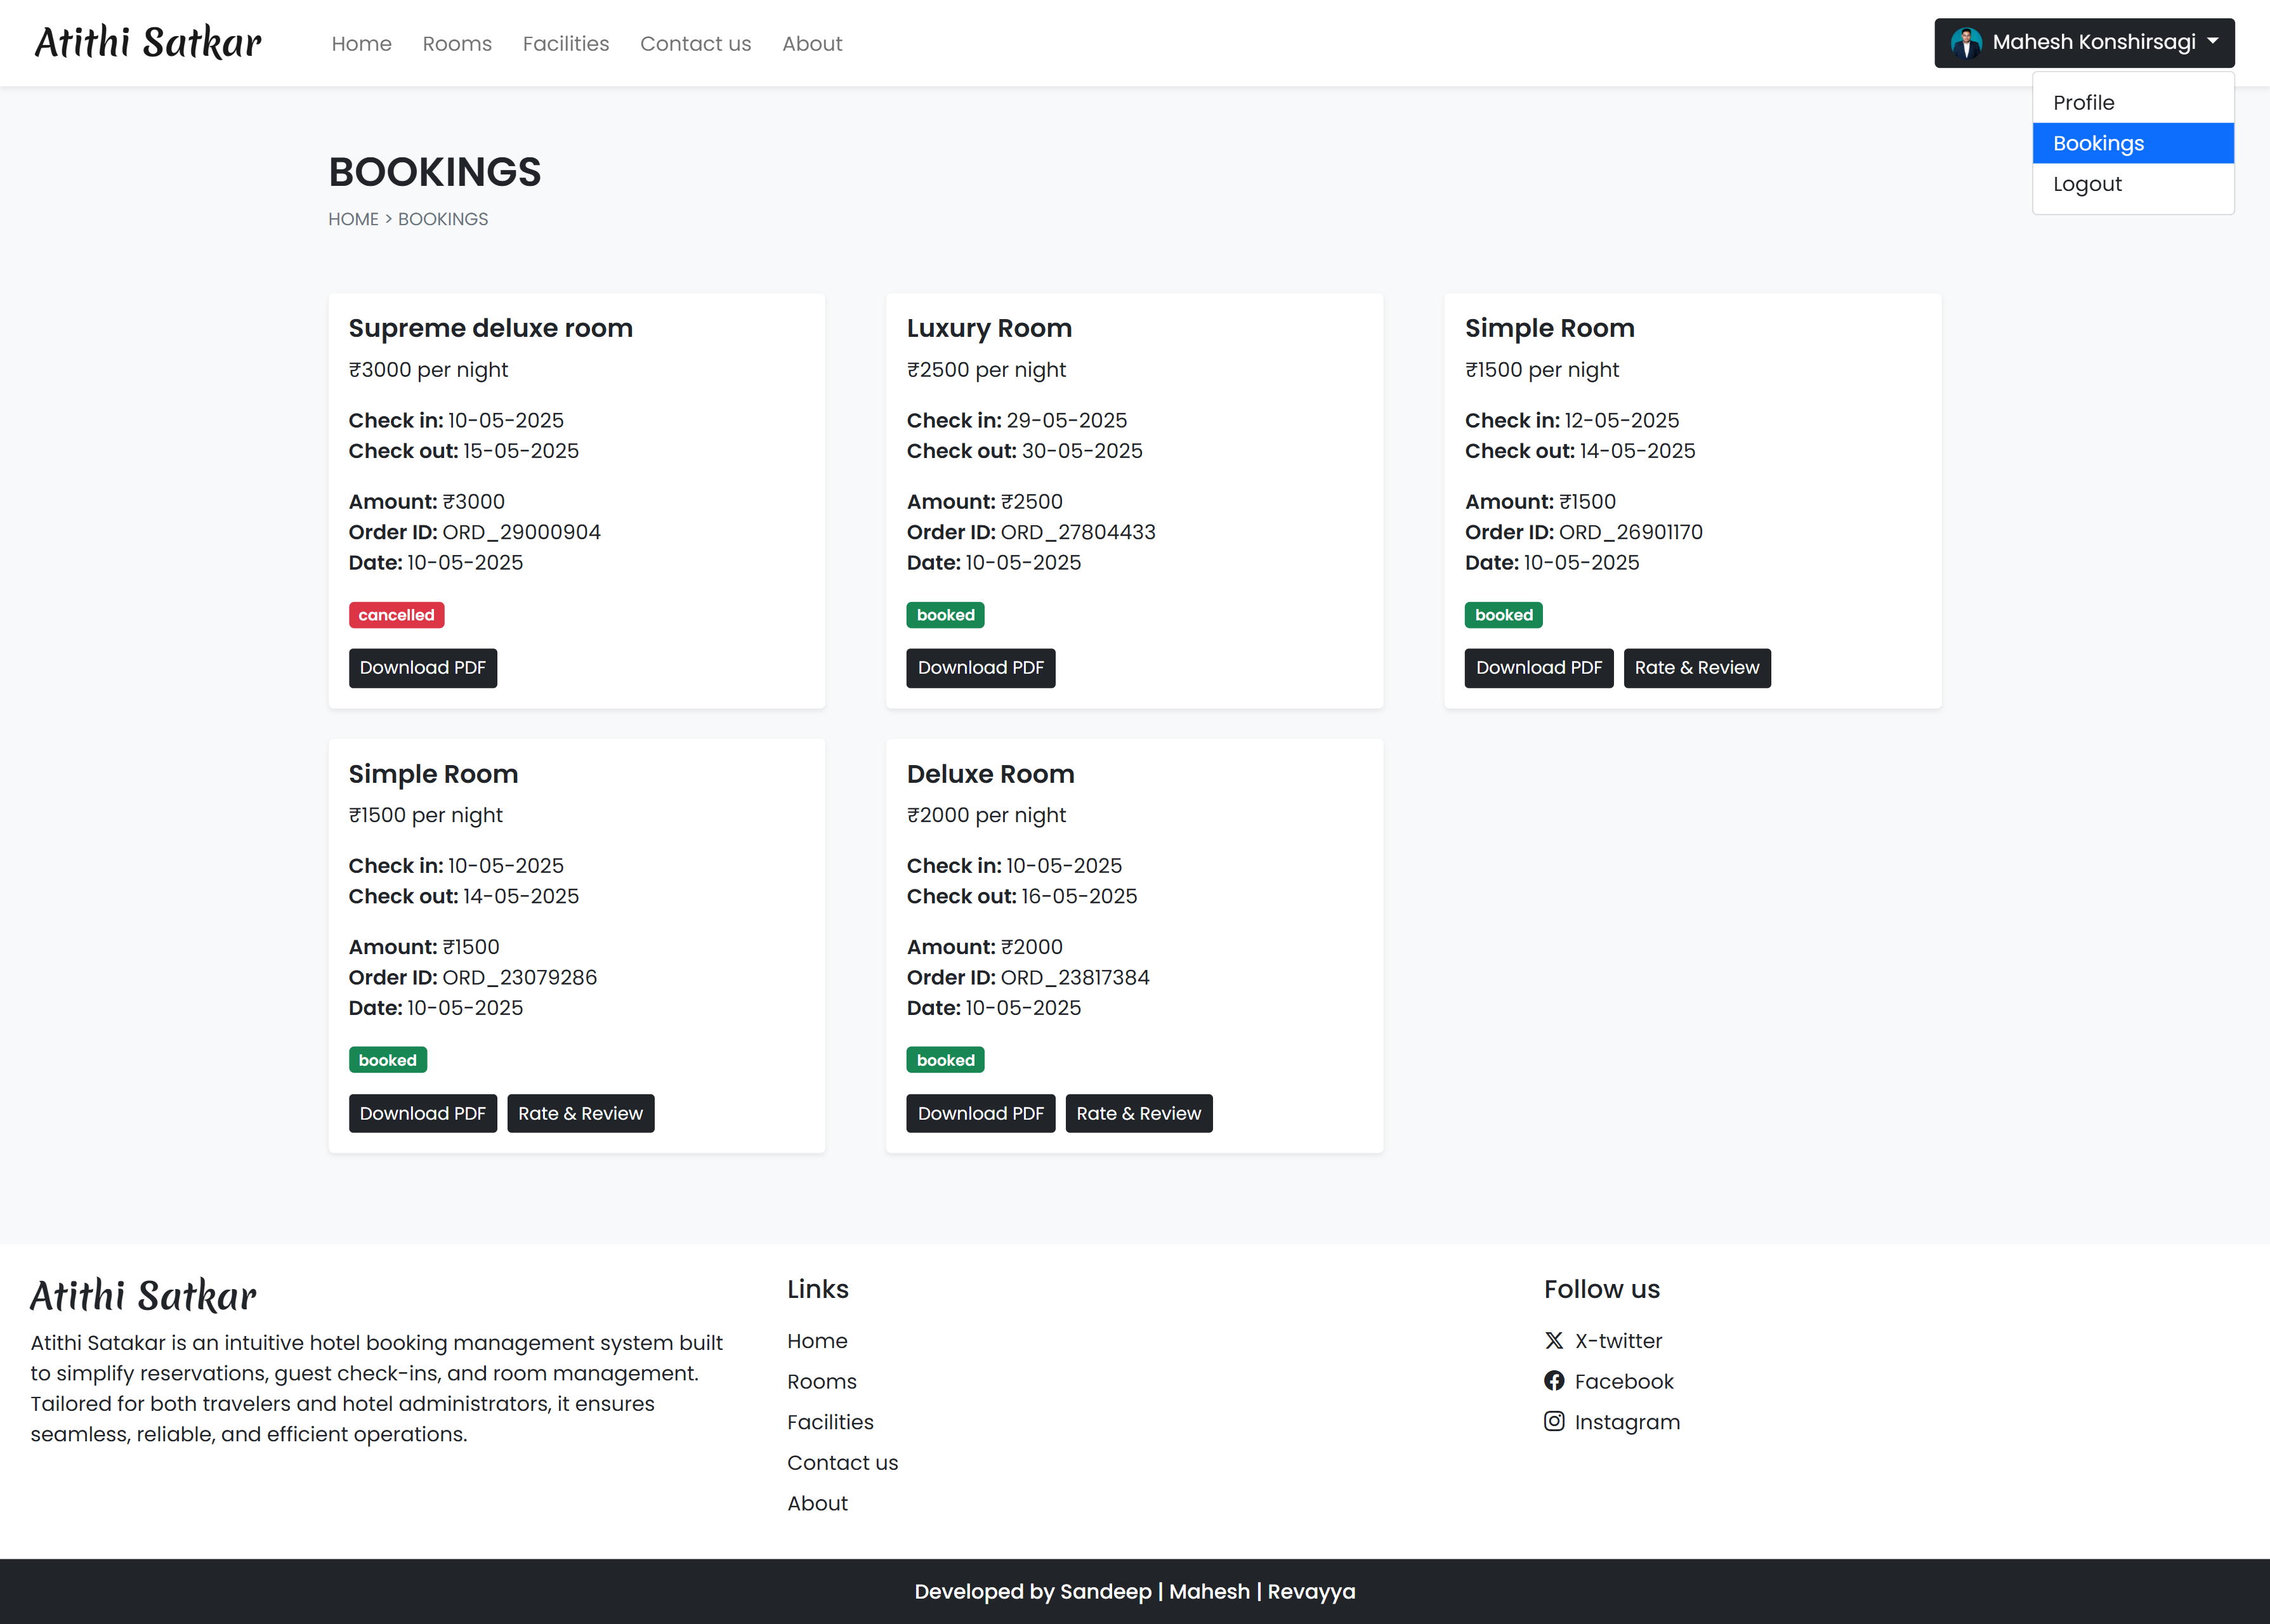 Atithi Satkar
Home
Rooms
Facilities
Contact us
About
Mahesh Konshirsagi
Profile
Bookings
Logout
BOOKINGS
HOME > BOOKINGS
Supreme deluxe room
₹3000 per night
Check in: 10-05-2025
Check out: 15-05-2025
Amount: ₹3000
Order ID: ORD_29000904
Date: 10-05-2025
cancelled
Download PDF
Luxury Room
₹2500 per night
Check in: 29-05-2025
Check out: 30-05-2025
Amount: ₹2500
Order ID: ORD_27804433
Date: 10-05-2025
booked
Download PDF
Simple Room
₹1500 per night
Check in: 12-05-2025
Check out: 14-05-2025
Amount: ₹1500
Order ID: ORD_26901170
Date: 10-05-2025
booked
Download PDF
Rate & Review
Simple Room
₹1500 per night
Check in: 10-05-2025
Check out: 14-05-2025
Amount: ₹1500
Order ID: ORD_23079286
Date: 10-05-2025
booked
Download PDF
Rate & Review
Deluxe Room
₹2000 per night
Check in: 10-05-2025
Check out: 16-05-2025
Amount: ₹2000
Order ID: ORD_23817384
Date: 10-05-2025
booked
Download PDF
Rate & Review
Atithi Satkar
Atithi Satakar is an intuitive hotel booking management system built
to simplify reservations, guest check-ins, and room management.
Tailored for both travelers and hotel administrators, it ensures
seamless, reliable, and efficient operations.
Links
Home
Rooms
Facilities
Contact us
About
Follow us
X-twitter
Facebook
Instagram
Developed by Sandeep | Mahesh | Revayya